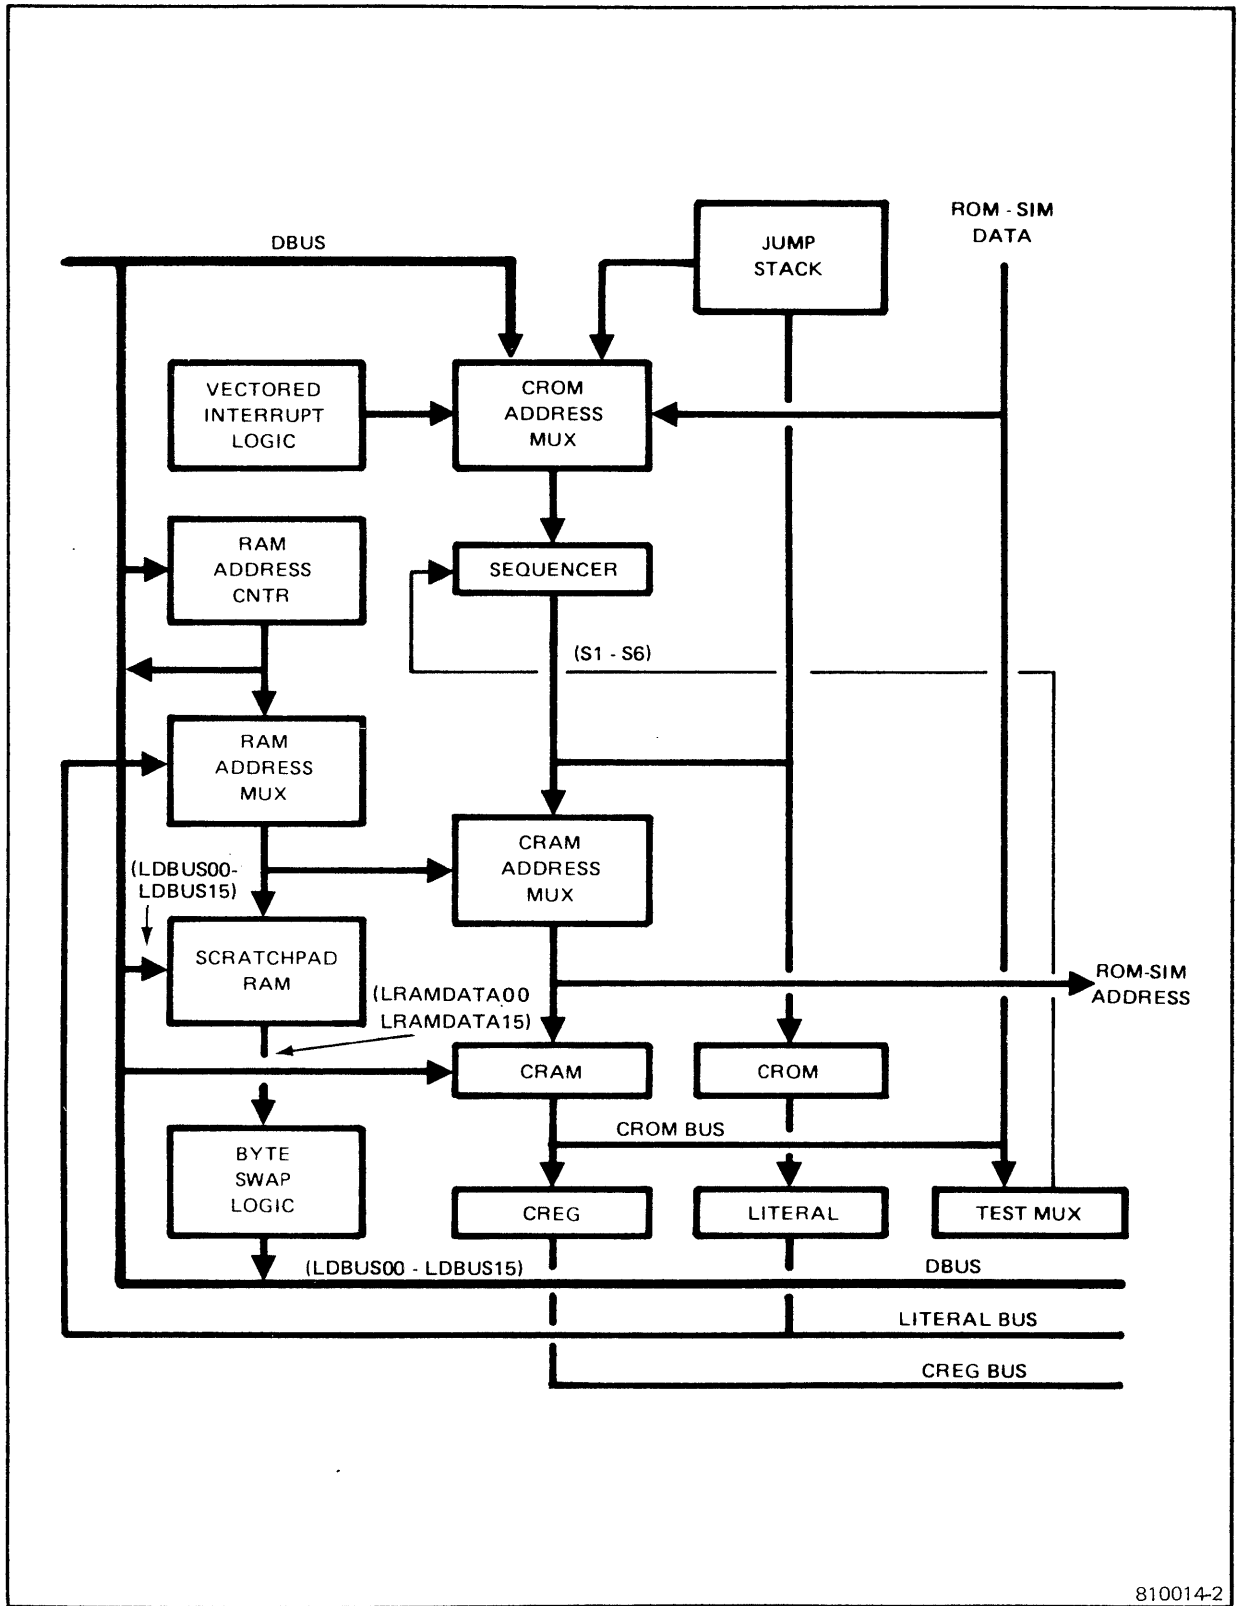 ROM - SIM
DATA
JUMP
STACK
DBUS
VECTORED
INTERRUPT
LOGIC
CROM
ADDRESS
MUX
RAM
ADDRESS
CNTR
SEQUENCER
(S1 - S6)
RAM
ADDRESS
MUX
CRAM
ADDRESS
MUX
(LDBUS00-
LDBUS15)
SCRATCHPAD
RAM
(LRAMDATA00
LRAMDATA15)
ROM-SIM
ADDRESS
CRAM
CROM
CROM BUS
BYTE
SWAP
LOGIC
CREG
LITERAL
TEST MUX
(LDBUS00 - LDBUS15)
DBUS
LITERAL BUS
CREG BUS
810014-2